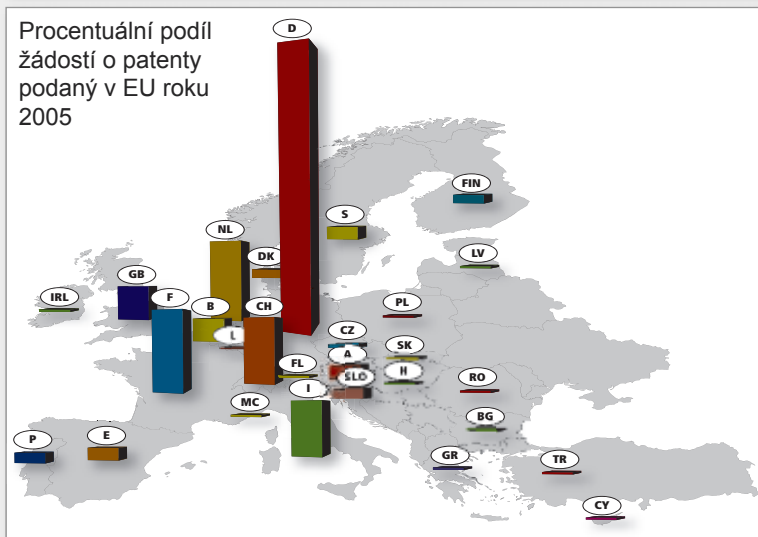 Procentuální podíl
žádostí o patenty
podaný v EU roku
2005
D
FIN
S
NL
DK
LV
GB
IRL
F
B
CH
PL
L
CZ
SK
A
FL
SLO
H
RO
I
MC
BG
P
E
GR
TR
CY